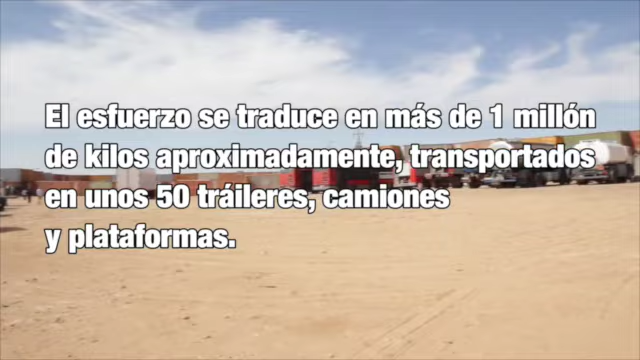 El esfuerzo se traduce en más de 1 millón
de kilos aproximadamente, transportados
en unos 50 tráileres, camiones
y plataformas.